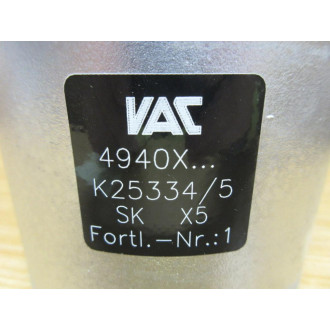 VAC
4940X...
K25334/5
SK X5
Fortl.-Nr.:1